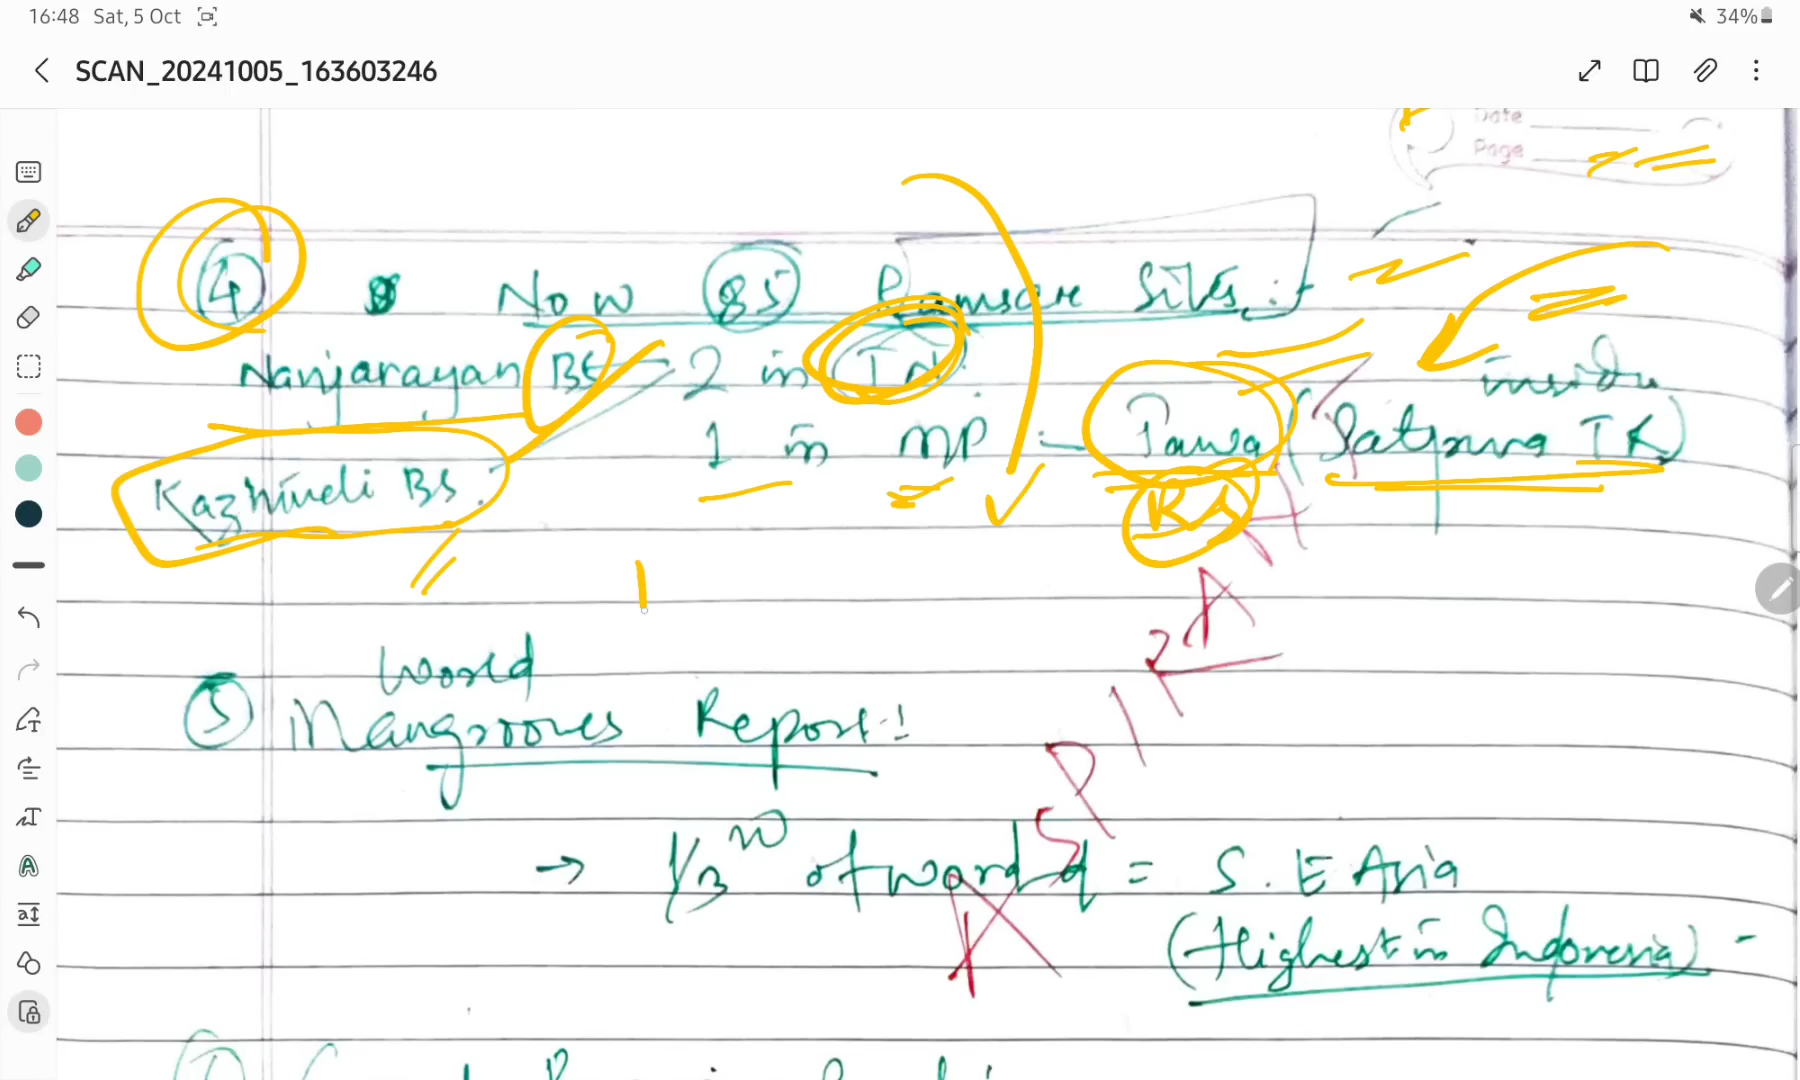 16:48 Sat, 5 Oct 34%
SCAN_20241005_163603246
Date
Page
4 Now 85 Ramsar Sites :-
Nanjarayan BS 2 in TN. inside
1 in MP - Tawa (Satpura TR)
Kazhuveli BS. Rs
World
5 Mangrooves Report :-
→ 1/3rd of world = S. E Asia
(Highest in Indonesia) -